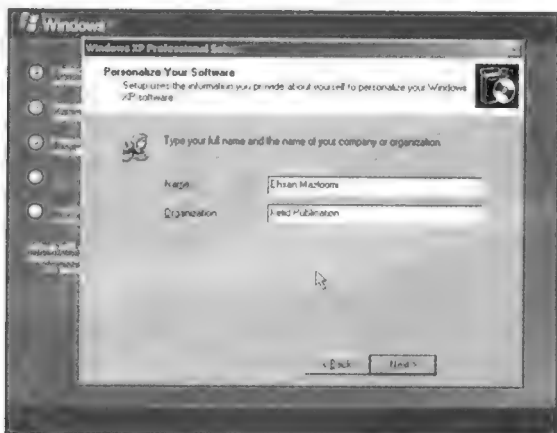 Windows
Windows XP Professional Setup
Personalize Your Software
Setup uses the information you provide about yourself to personalize your Windows
XP software.
Type your full name and the name of your company or organization.
Name:
Ehsan Mazloomi
Organization:
Publication
< Back
Next >